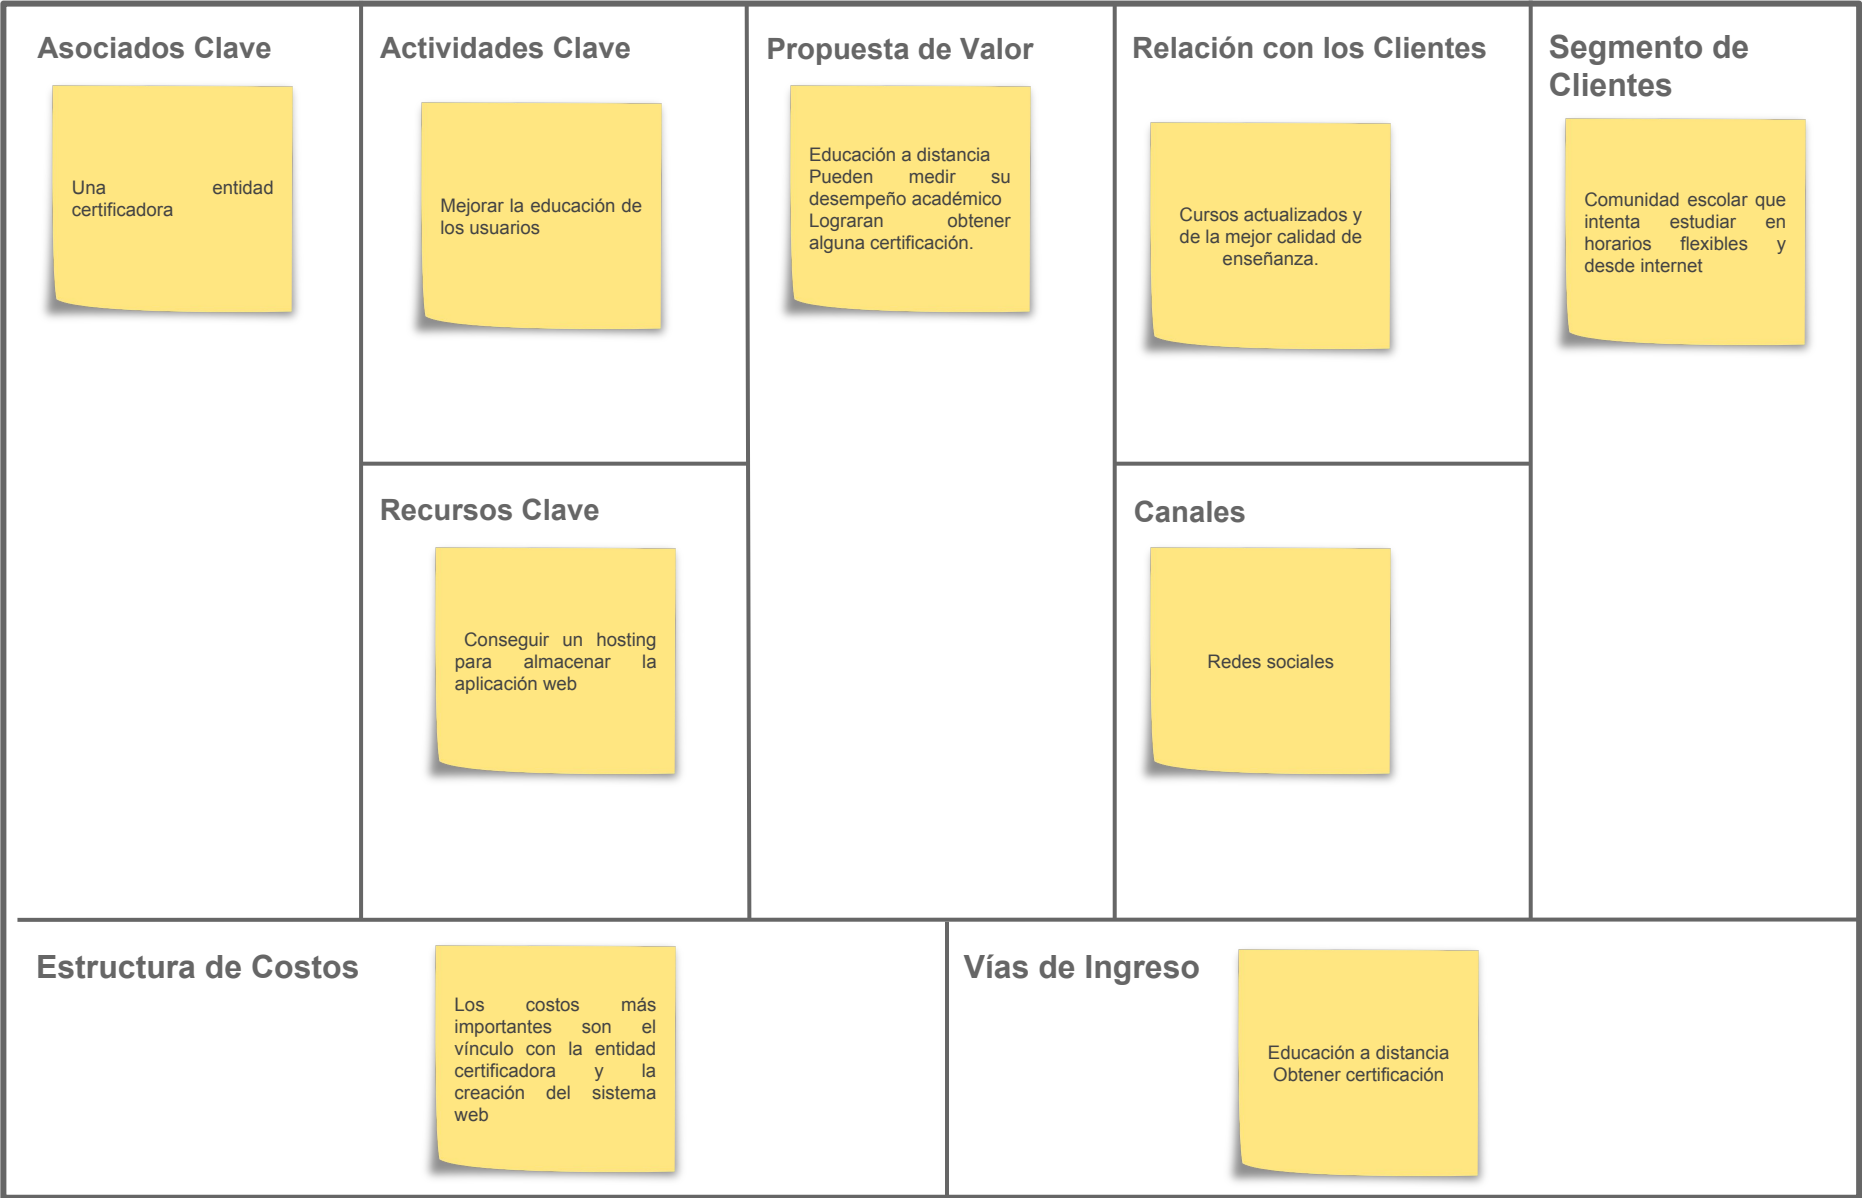 Asociados Clave
Una entidad
certificadora
Actividades Clave
Mejorar la educación de
los usuarios
Propuesta de Valor
Educación a distancia
Pueden medir su
desempeño académico
Lograran obtener
alguna certificación.
Relación con los Clientes
Cursos actualizados y
de la mejor calidad de
enseñanza.
Segmento de
Clientes
Comunidad escolar que
intenta estudiar en
horarios flexibles y
desde internet
Recursos Clave
Conseguir un hosting
para almacenar la
aplicación web
Canales
Redes sociales
Estructura de Costos
Los costos más
importantes son el
vínculo con la entidad
certificadora y la
creación del sistema
web
Vías de Ingreso
Educación a distancia
Obtener certificación